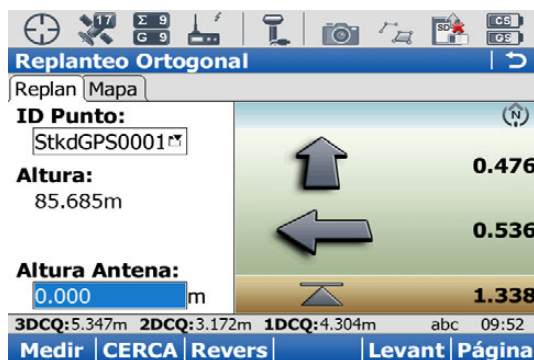 17 Σ 9 G 9 SD CS GS
Replanteo Ortogonal
Replan Mapa
ID Punto:
N
StkdGPS0001
0.476
Altura:
85.685m
0.536
Altura Antena:
0.000 m
1.338
3DCQ:5.347m 2DCQ:3.172m 1DCQ:4.304m abc 09:52
Medir CERCA Revers Levant Página